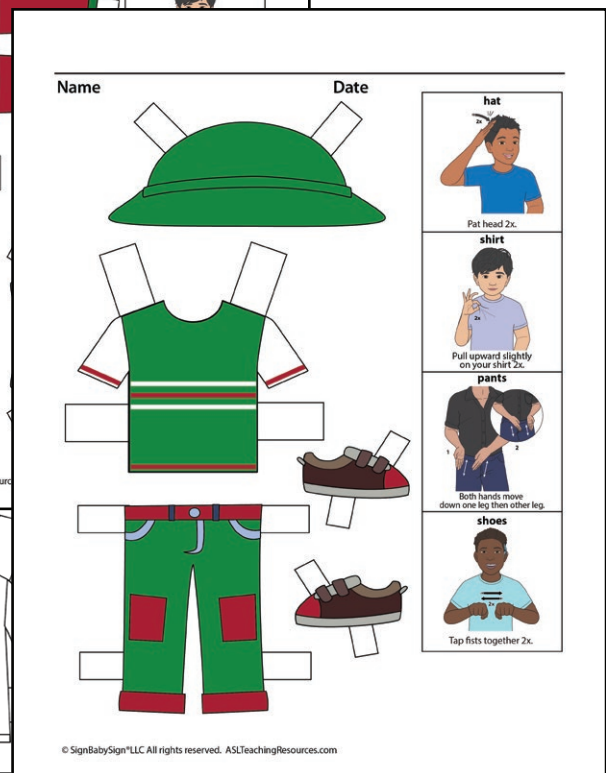 Name Date
hat
2x
Pat head 2x.
shirt
2x
Pull upward slightly
on your shirt 2x.
pants
1
2
Both hands move
down one leg then other leg.
shoes
2x
Tap fists together 2x.
© SignBabySign®LLC All rights reserved. ASLTeachingResources.com